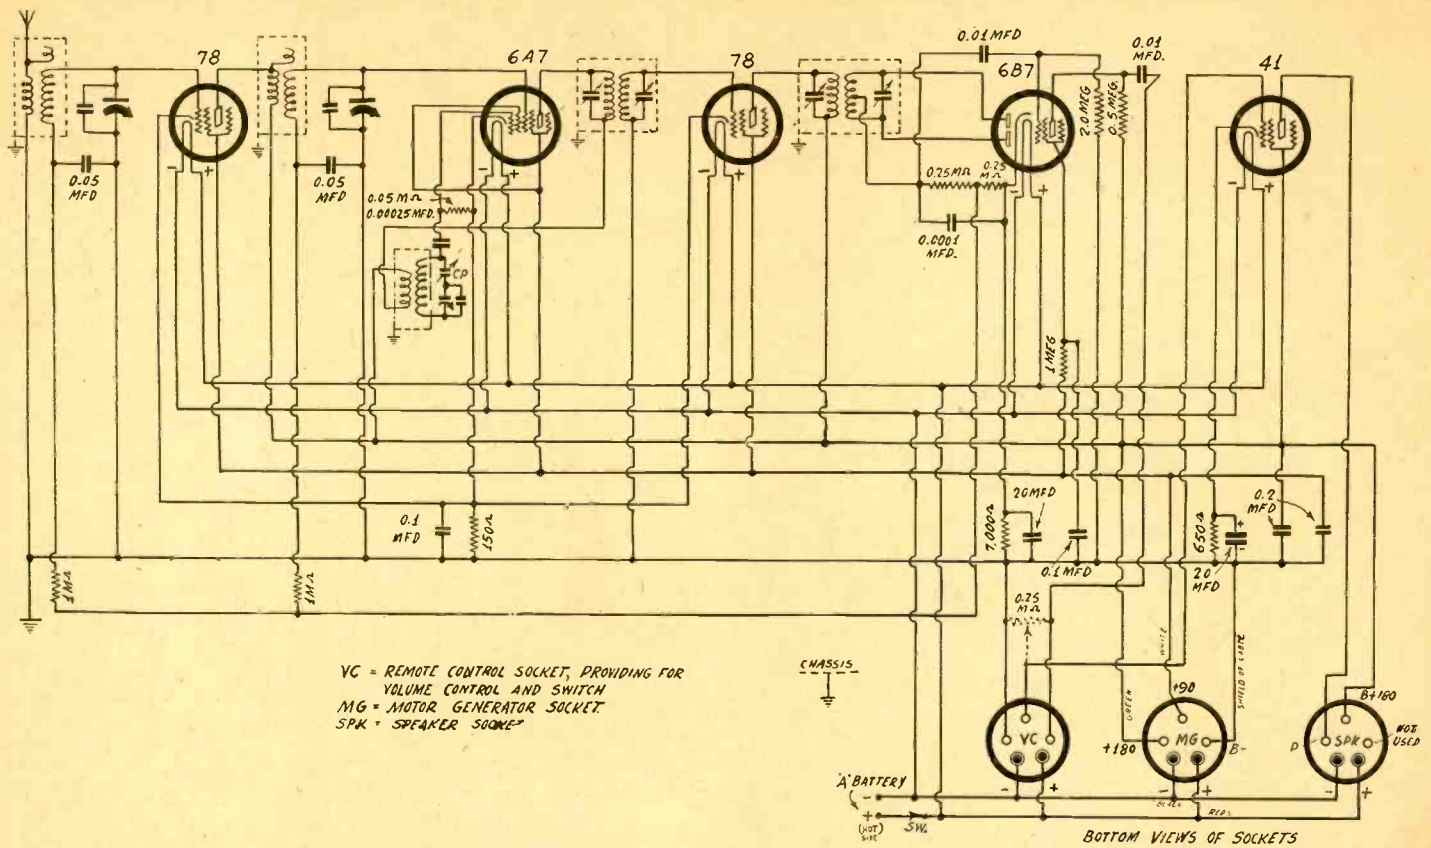 78
6A7
78
6B7
41
0.01 MFD
0.01
MFD.
2.0 MEG
0.5 MEG.
- +
- +
- +
- +
- +
0.05
MFD
0.05
MFD
0.05 MΩ
0.00025 MFD.
CP
0.25 MΩ
0.25
MΩ
0.0001
MFD.
1 MEG
0.1
MFD
150Ω
7,000Ω
20 MFD
0.1 MFD
650Ω
+
-
20
MFD
0.2
MFD
1MΩ
1MΩ
0.25
MΩ
VC = REMOTE CONTROL SOCKET, PROVIDING FOR
VOLUME CONTROL AND SWITCH
MG = MOTOR GENERATOR SOCKET
SPK = SPEAKER SOCKET
CHASSIS
WHITE
GREEN
SHIELD OF CABLE
+90
B+180
VC
+180
MG
B-
P
SPK
NOT
USED
- +
- +
- +
"A" BATTERY
-
+
(HOT)
SIDE
SW.
BLACK
RED
BOTTOM VIEWS OF SOCKETS